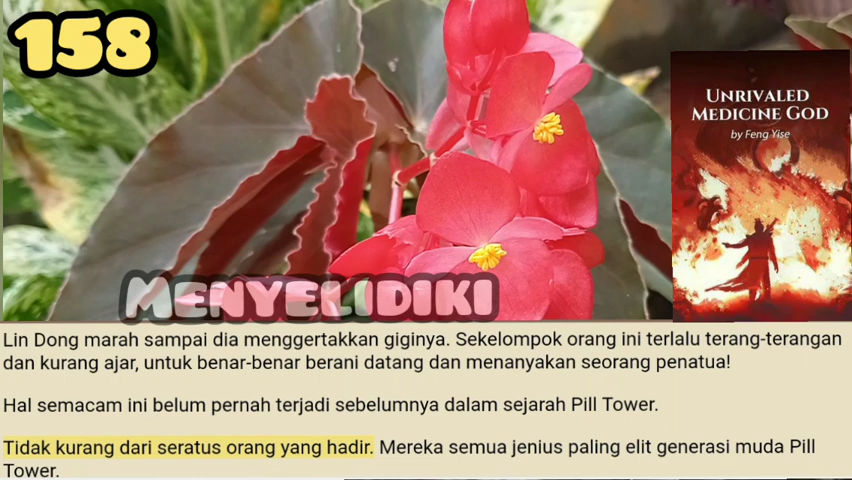 158
UNRIVALED
MEDICINE GOD
by Feng Yise
MENYELIDIKI
Lin Dong marah sampai dia menggertakkan giginya. Sekelompok orang ini terlalu terang-terangan
dan kurang ajar, untuk benar-benar berani datang dan menanyakan seorang penatua!
Hal semacam ini belum pernah terjadi sebelumnya dalam sejarah Pill Tower.
Tidak kurang dari seratus orang yang hadir. Mereka semua jenius paling elit generasi muda Pill
Tower.